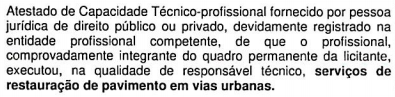 Atestado de Capacidade Técnico-profissional fornecido por pessoa
jurídica de direito público ou privado, devidamente registrado na
entidade profissional competente, de que o profissional,
comprovadamente integrante do quadro permanente da licitante,
executou, na qualidade de responsável técnico, serviços de
restauração de pavimento em vias urbanas.